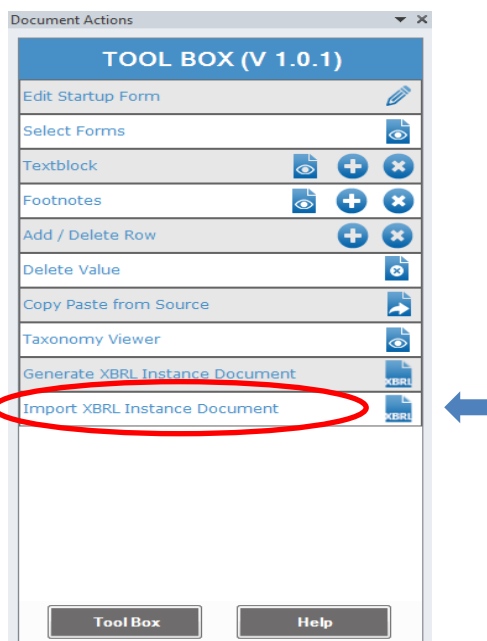 Document Actions
TOOL BOX (V 1.0.1)
Edit Startup Form
Select Forms
Textblock
Footnotes
Add / Delete Row
Delete Value
Copy Paste from Source
Taxonomy Viewer
Generate XBRL Instance Document
XBRL
Import XBRL Instance Document
XBRL
Tool Box
Help